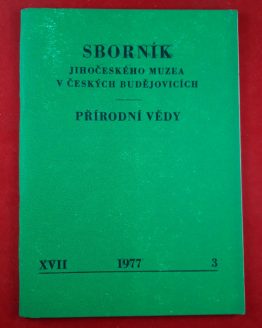 SBORNÍK
JIHOČESKÉHO MUZEA
V ČESKÝCH BUDĚJOVICÍCH
PŘÍRODNÍ VĚDY
XVII 1977 3